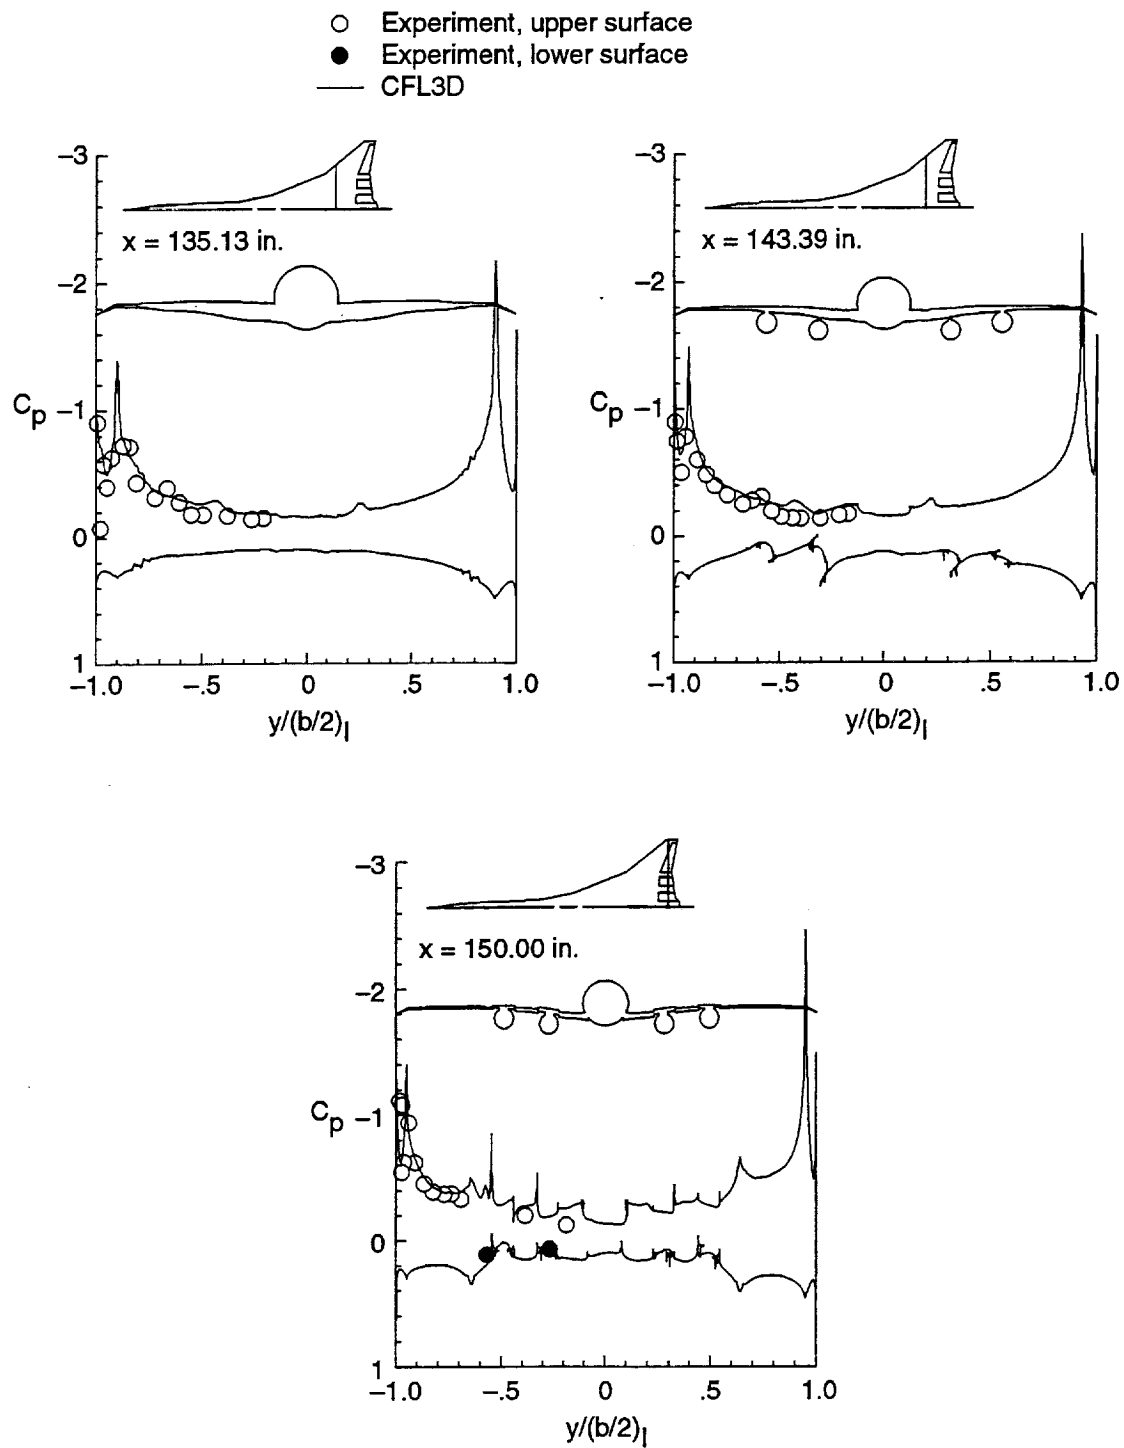 Experiment, upper surface
Experiment, lower surface
CFL3D
–3
–2
–1
0
1
Cp
x = 135.13 in.
–1.0 –.5 0 .5 1.0
y/(b/2)l
–3
–2
–1
0
1
Cp
x = 143.39 in.
–1.0 –.5 0 .5 1.0
y/(b/2)l
–3
–2
–1
0
1
Cp
x = 150.00 in.
–1.0 –.5 0 .5 1.0
y/(b/2)l